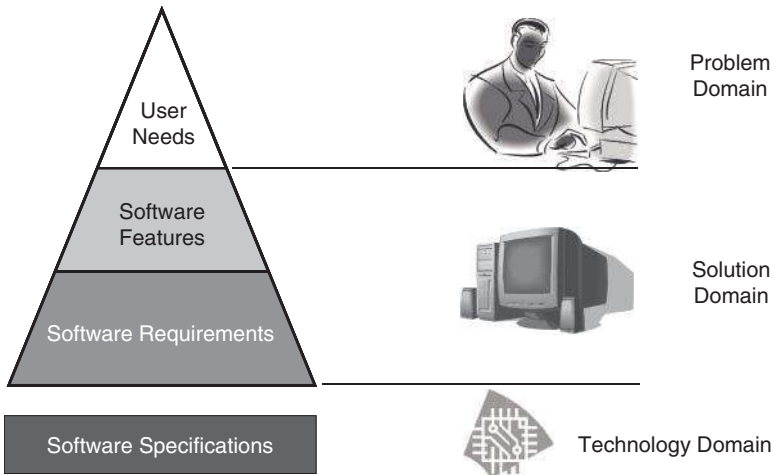 User
Needs
Problem
Domain
Software
Features
Solution
Domain
Software Requirements
Software Specifications
Technology Domain